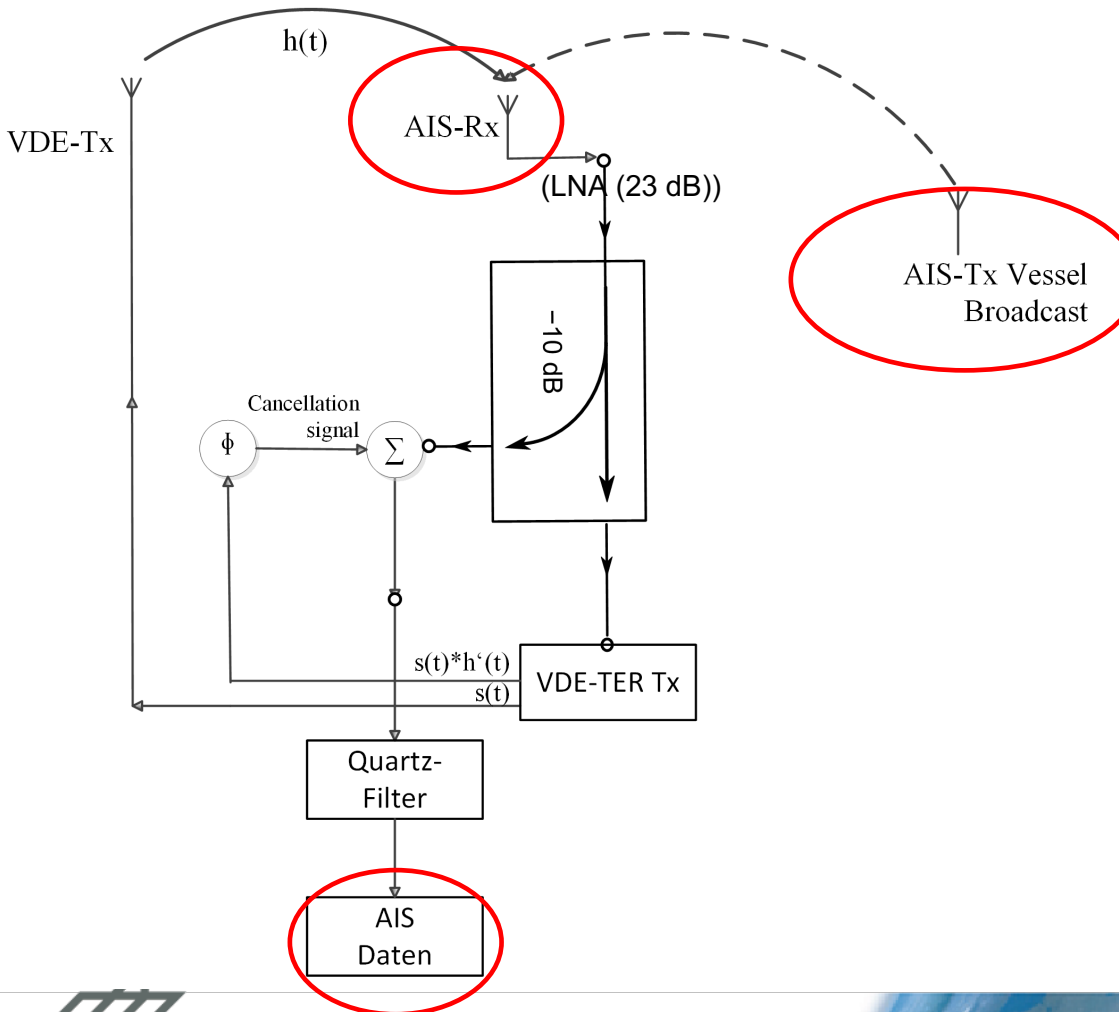 h(t)
VDE-Tx
AIS-Rx
(LNA (23 dB))
AIS-Tx Vessel
Broadcast
–10 dB
Cancellation
signal
ϕ
Σ
s(t)*h‘(t)
s(t)
VDE-TER Tx
Quartz-
Filter
AIS
Daten